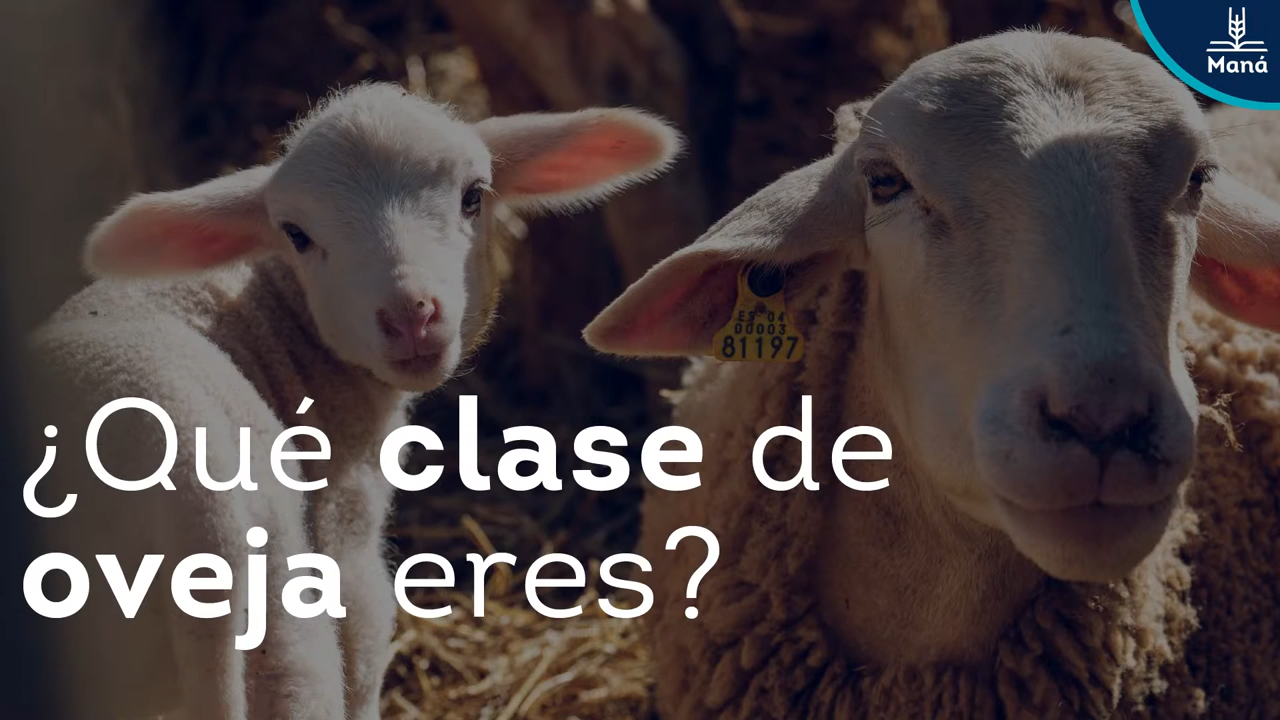 Maná
ES 04
00003
81197
¿Qué clase de
oveja eres?